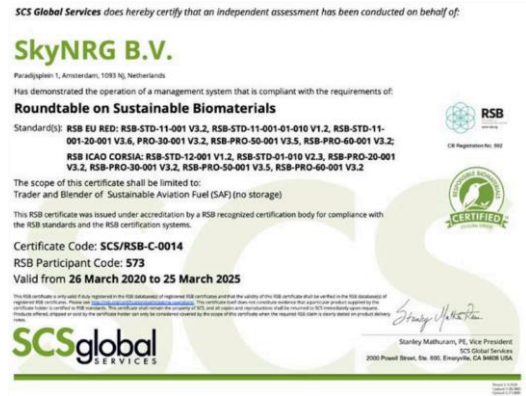 SCS Global Services does hereby certify that an independent assessment has been conducted on behalf of:
SkyNRG B.V.
Paradijsplein 1, Amsterdam, 1093 NJ, Netherlands
Has demonstrated the operation of a management system that is compliant with the requirements of:
Roundtable on Sustainable Biomaterials
Standard(s): RSB EU RED: RSB-STD-11-001 V3.2, RSB-STD-11-001-01-010 V1.2, RSB-STD-11-
001-20-001 V3.6, PRO-30-001 V3.2, RSB-PRO-50-001 V3.5, RSB-PRO-60-001 V3.2;
RSB ICAO CORSIA: RSB-STD-12-001 V1.2, RSB-STD-01-010 V2.3, RSB-PRO-20-001
V3.2, RSB-PRO-30-001 V3.2, RSB-PRO-50-001 V3.5, RSB-PRO-60-001 V3.2
RSB
CB Registration No. 502
The scope of this certificate shall be limited to:
Trader and Blender of Sustainable Aviation Fuel (SAF) (no storage)
RESPONSIBLE BIOMATERIALS
CERTIFIED
This RSB certificate was issued under accreditation by a RSB recognized certification body for compliance with
the RSB standards and the RSB certification systems.
Certificate Code: SCS/RSB-C-0014
RSB Participant Code: 573
Valid from 26 March 2020 to 25 March 2025
SCS
SCSglobal
SERVICES
Stanley Mathuram, PE, Vice President
SCS Global Services
2000 Powell Street, Ste. 600, Emeryville, CA 94608 USA